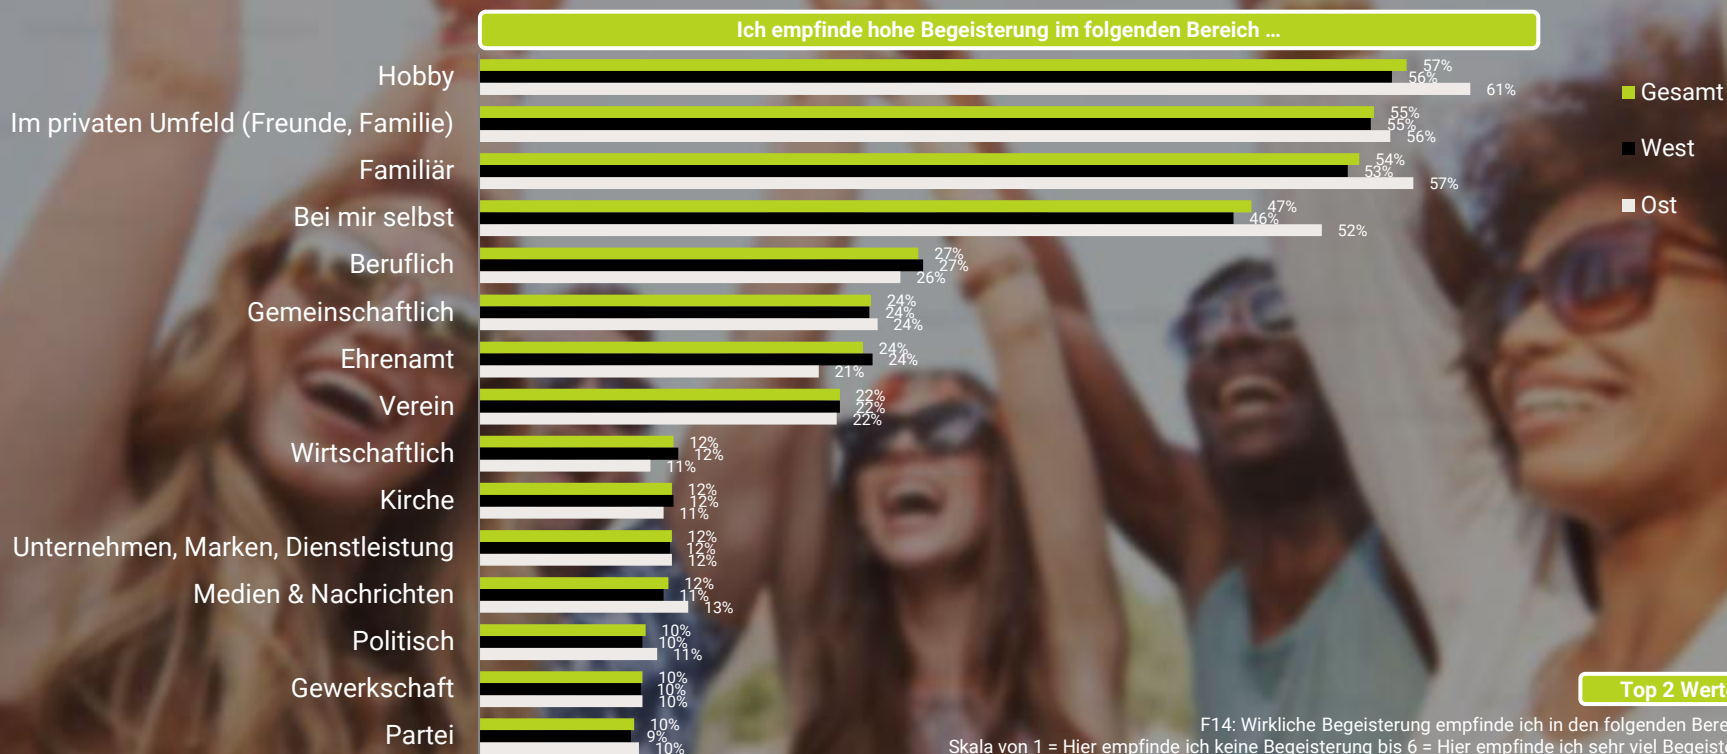 Ich empfinde hohe Begeisterung im folgenden Bereich ...
Hobby
57%
56%
61%
Gesamt
Im privaten Umfeld (Freunde, Familie)
55%
55%
56%
West
Familiär
54%
53%
57%
Ost
Bei mir selbst
47%
46%
52%
Beruflich
27%
27%
26%
Gemeinschaftlich
24%
24%
24%
Ehrenamt
24%
24%
21%
Verein
22%
22%
22%
Wirtschaftlich
12%
12%
11%
Kirche
12%
12%
11%
Unternehmen, Marken, Dienstleistung
12%
12%
12%
Medien & Nachrichten
12%
11%
13%
Politisch
10%
10%
11%
Gewerkschaft
10%
10%
10%
Partei
10%
9%
10%
Top 2 Wert
F14: Wirkliche Begeisterung empfinde ich in den folgenden Bere
Skala von 1 = Hier empfinde ich keine Begeisterung bis 6 = Hier empfinde ich sehr viel Begeist